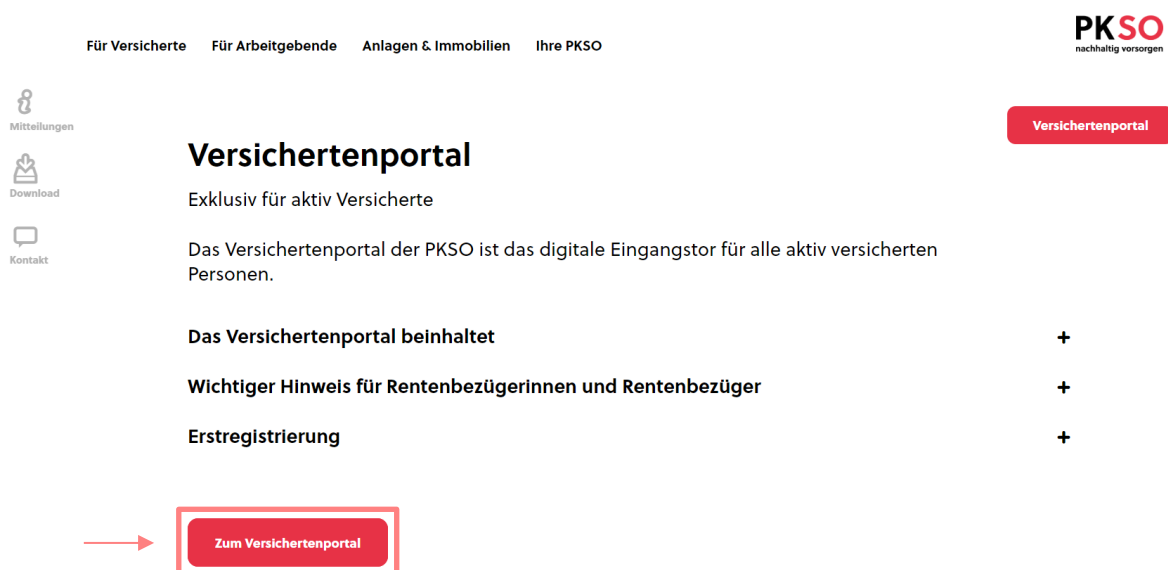 Für Versicherte Für Arbeitgebende Anlagen & Immobilien Ihre PKSO
PKSO
nachhaltig vorsorgen
Mitteilungen
Download
Kontakt
Versichertenportal
Versichertenportal
Exklusiv für aktiv Versicherte
Das Versichertenportal der PKSO ist das digitale Eingangstor für alle aktiv versicherten
Personen.
Das Versichertenportal beinhaltet +
Wichtiger Hinweis für Rentenbezügerinnen und Rentenbezüger +
Erstregistrierung +
Zum Versichertenportal